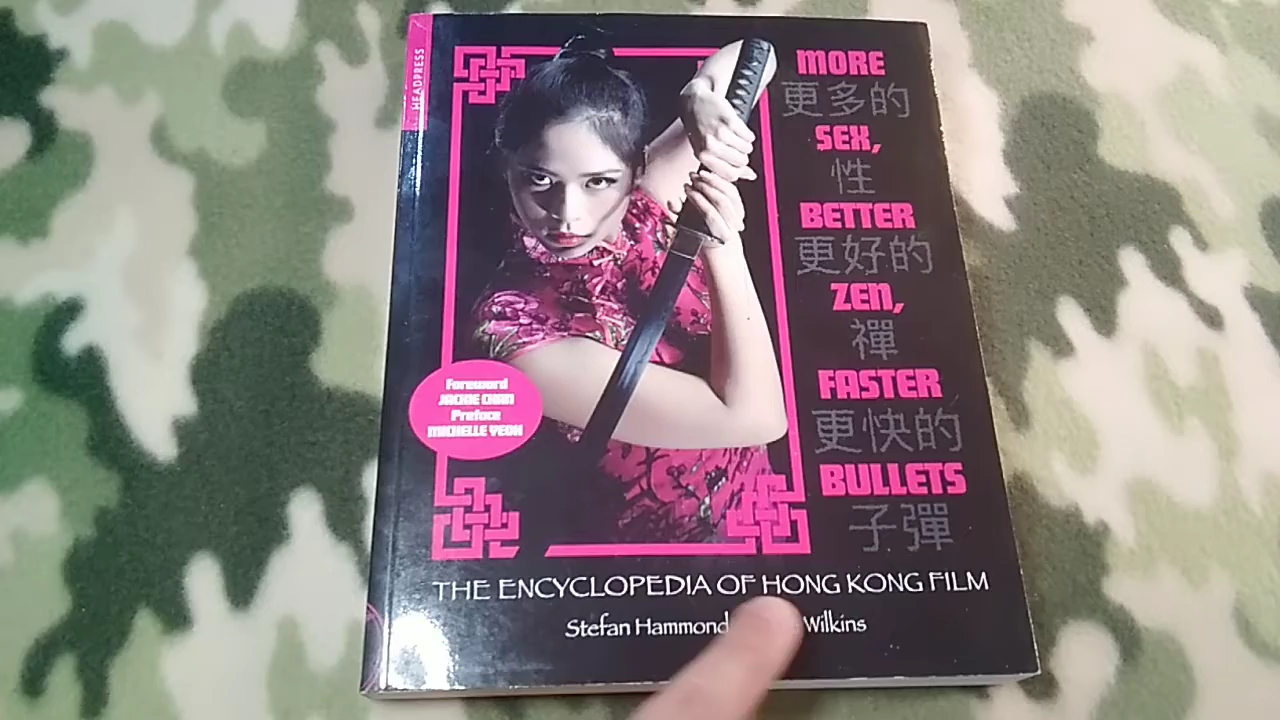 HEADPRESS
MORE
更多的
SEX,
性
BETTER
更好的
ZEN,
禪
FASTER
更快的
BULLETS
子彈
Foreword
JACKIE CHAN
Preface
MICHELLE YEOH
THE ENCYCLOPEDIA OF HONG KONG FILM
Stefan Hammond Wilkins